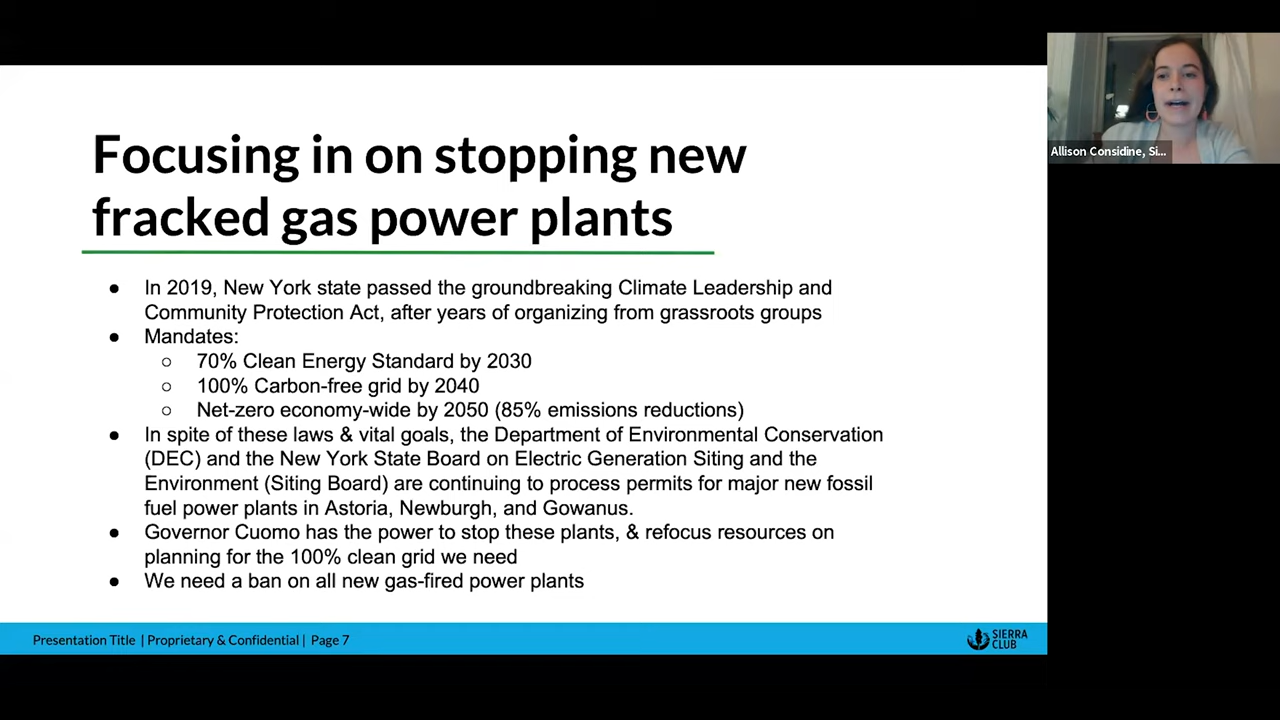 Focusing in on stopping new
fracked gas power plants
● In 2019, New York state passed the groundbreaking Climate Leadership and
Community Protection Act, after years of organizing from grassroots groups
● Mandates:
○ 70% Clean Energy Standard by 2030
○ 100% Carbon-free grid by 2040
○ Net-zero economy-wide by 2050 (85% emissions reductions)
● In spite of these laws & vital goals, the Department of Environmental Conservation
(DEC) and the New York State Board on Electric Generation Siting and the
Environment (Siting Board) are continuing to process permits for major new fossil
fuel power plants in Astoria, Newburgh, and Gowanus.
● Governor Cuomo has the power to stop these plants, & refocus resources on
planning for the 100% clean grid we need
● We need a ban on all new gas-fired power plants
Presentation Title | Proprietary & Confidential | Page 7
SIERRA
CLUB
Allison Considine, Si...